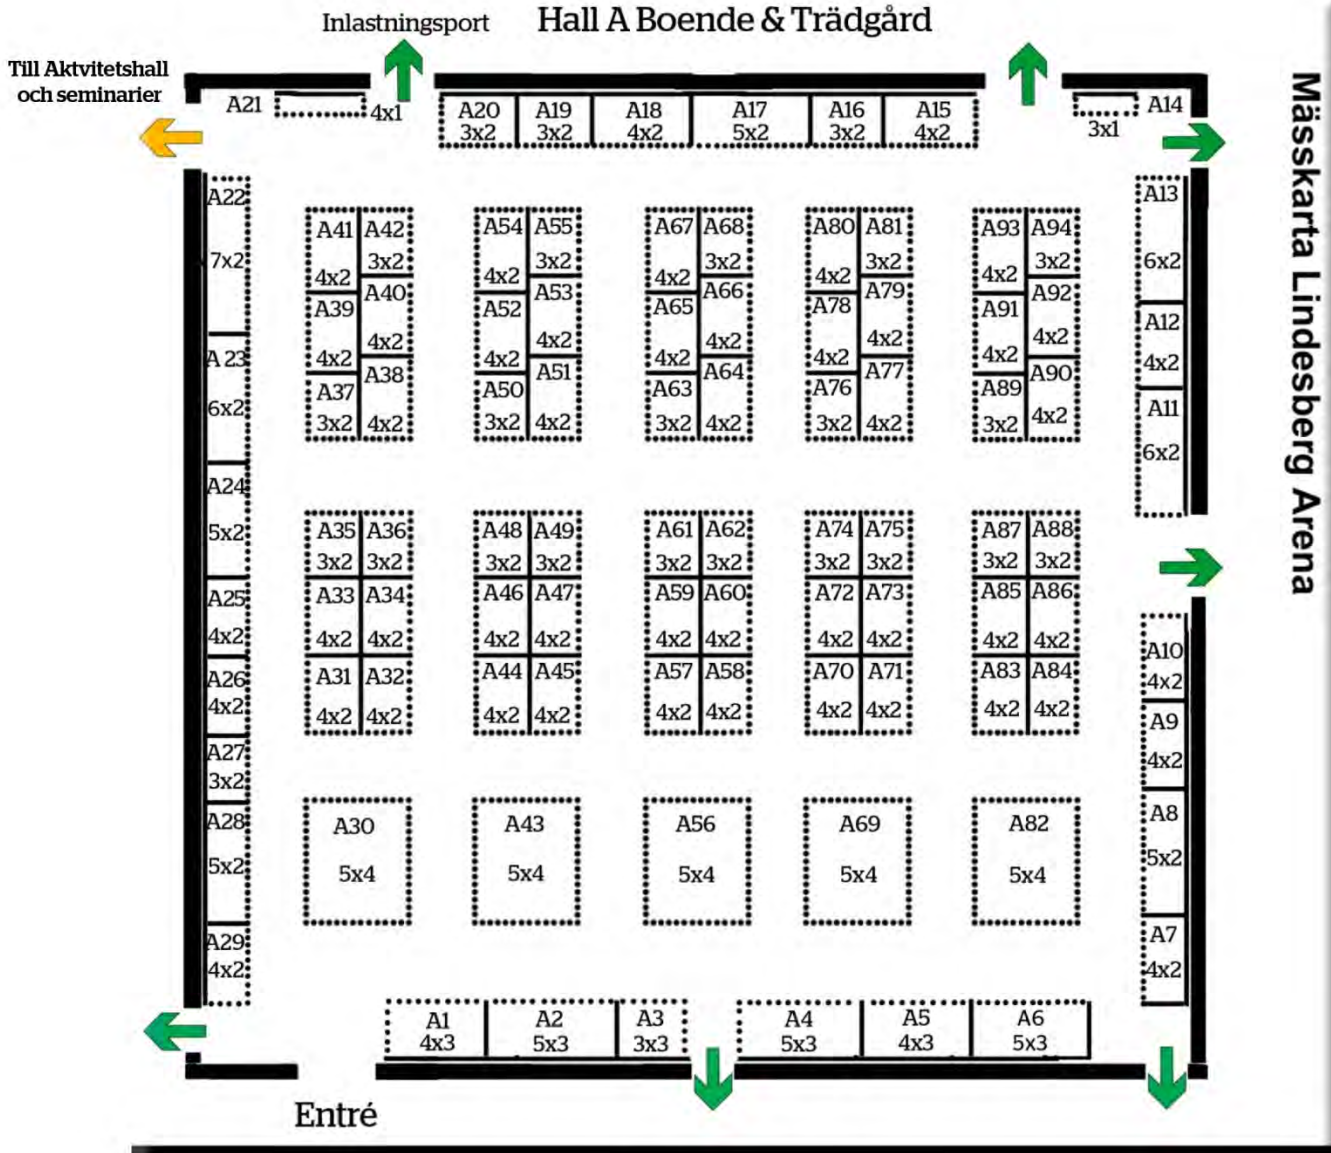 Inlastningsport
Hall A Boende & Trädgård
Till Aktvitetshall
och seminarier
Mässkarta Lindesberg Arena
A21
4x1
A20
3x2
A19
3x2
A18
4x2
A17
5x2
A16
3x2
A15
4x2
A14
3x1
A22
7x2
A 23
6x2
A24
5x2
A25
4x2
A26
4x2
A27
3x2
A28
5x2
A29
4x2
A41
4x2
A42
3x2
A39
4x2
A40
4x2
A37
3x2
A38
4x2
A54
4x2
A55
3x2
A52
4x2
A53
4x2
A50
3x2
A51
4x2
A67
4x2
A68
3x2
A65
4x2
A66
4x2
A63
3x2
A64
4x2
A80
4x2
A81
3x2
A78
4x2
A79
4x2
A76
3x2
A77
4x2
A93
4x2
A94
3x2
A91
4x2
A92
4x2
A89
3x2
A90
4x2
A13
6x2
A12
4x2
A11
6x2
A35
3x2
A36
3x2
A33
4x2
A34
4x2
A31
4x2
A32
4x2
A48
3x2
A49
3x2
A46
4x2
A47
4x2
A44
4x2
A45
4x2
A61
3x2
A62
3x2
A59
4x2
A60
4x2
A57
4x2
A58
4x2
A74
3x2
A75
3x2
A72
4x2
A73
4x2
A70
4x2
A71
4x2
A87
3x2
A88
3x2
A85
4x2
A86
4x2
A83
4x2
A84
4x2
A10
4x2
A9
4x2
A8
5x2
A7
4x2
A30
5x4
A43
5x4
A56
5x4
A69
5x4
A82
5x4
A1
4x3
A2
5x3
A3
3x3
A4
5x3
A5
4x3
A6
5x3
Entré